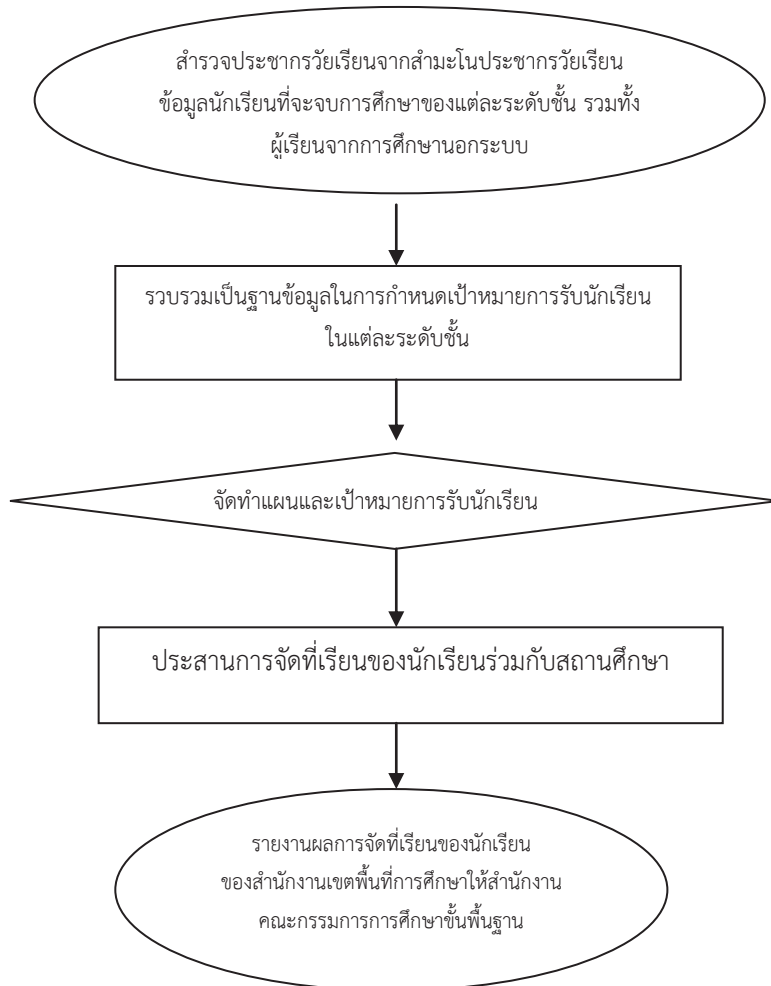 สำรวจประชากรวัยเรียนจากสำมะโนประชากรวัยเรียน
ข้อมูลนักเรียนที่จะจบการศึกษาของแต่ละระดับชั้น รวมทั้ง
ผู้เรียนจากการศึกษานอกระบบ
รวบรวมเป็นฐานข้อมูลในการกำหนดเป้าหมายการรับนักเรียน
ในแต่ละระดับชั้น
จัดทำแผนและเป้าหมายการรับนักเรียน
ประสานการจัดที่เรียนของนักเรียนร่วมกับสถานศึกษา
รายงานผลการจัดที่เรียนของนักเรียน
ของสำนักงานเขตพื้นที่การศึกษาให้สำนักงาน
คณะกรรมการการศึกษาขั้นพื้นฐาน